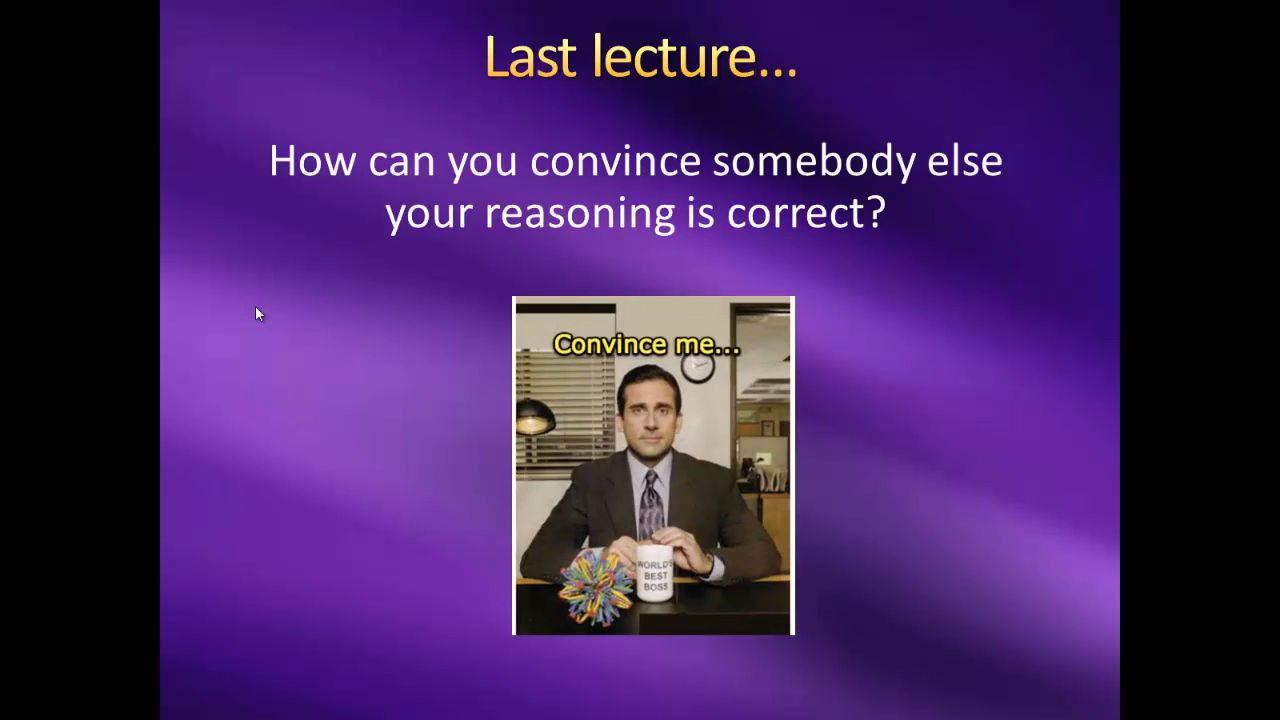 Last lecture...
How can you convince somebody else
your reasoning is correct?
Convince me...
WORLD'S
BEST
BOSS